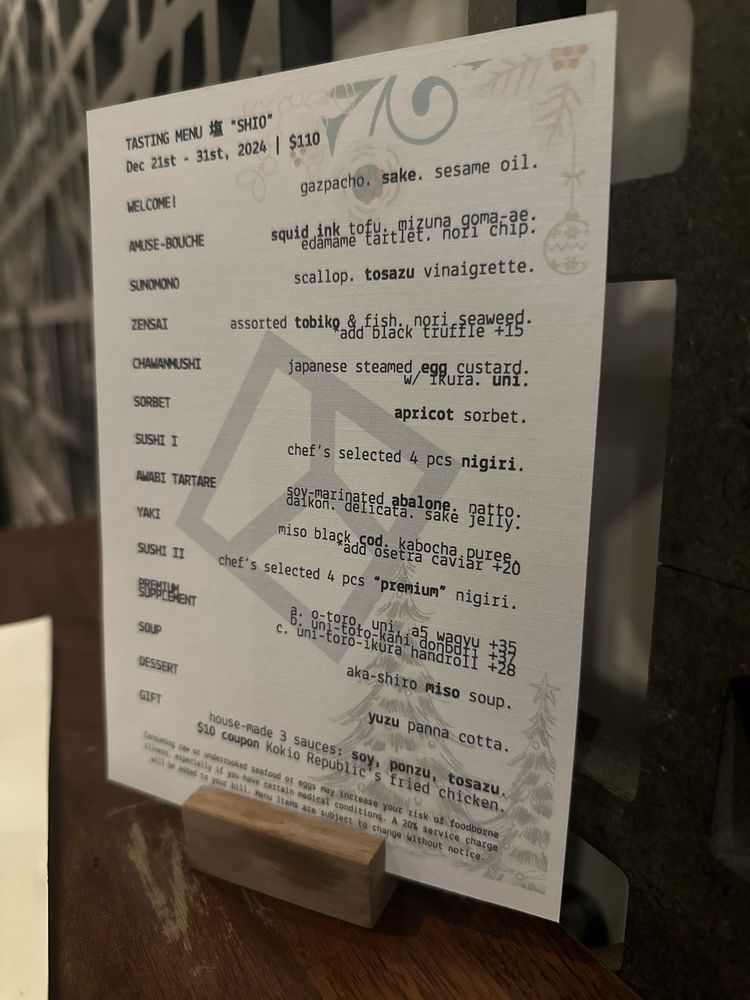 TASTING MENU 塩 "SHIO"
Dec 21st - 31st, 2024 | $110
WELCOME!
gazpacho. sake. sesame oil.
AMUSE-BOUCHE
squid ink tofu. mizuna goma-ae.
edamame tartlet. nori chip.
SUNOMONO
scallop. tosazu vinaigrette.
ZENSAI
assorted tobiko & fish. nori seaweed.
*add black truffle +15
CHAWANMUSHI
japanese steamed egg custard.
w/ ikura. uni.
SORBET
apricot sorbet.
SUSHI I
chef's selected 4 pcs nigiri.
AWABI TARTARE
soy-marinated abalone. natto.
daikon. delicata. sake jelly.
YAKI
miso black cod. kabocha puree.
*add osetra caviar +20
SUSHI II
chef's selected 4 pcs "premium" nigiri.
PREMIUM
SUPPLEMENT
a. o-toro, uni, a5 wagyu +35
b. uni-toro-kani donburi +37
c. uni-toro-ikura handroll +28
SOUP
aka-shiro miso soup.
DESSERT
yuzu panna cotta.
GIFT
house-made 3 sauces: soy, ponzu, tosazu.
$10 coupon Kokio Republic's fried chicken.
Consuming raw or undercooked seafood or eggs may increase your risk of foodborne
illness, especially if you have certain medical conditions. A 20% service charge
will be added to your bill. Menu items are subject to change without notice.